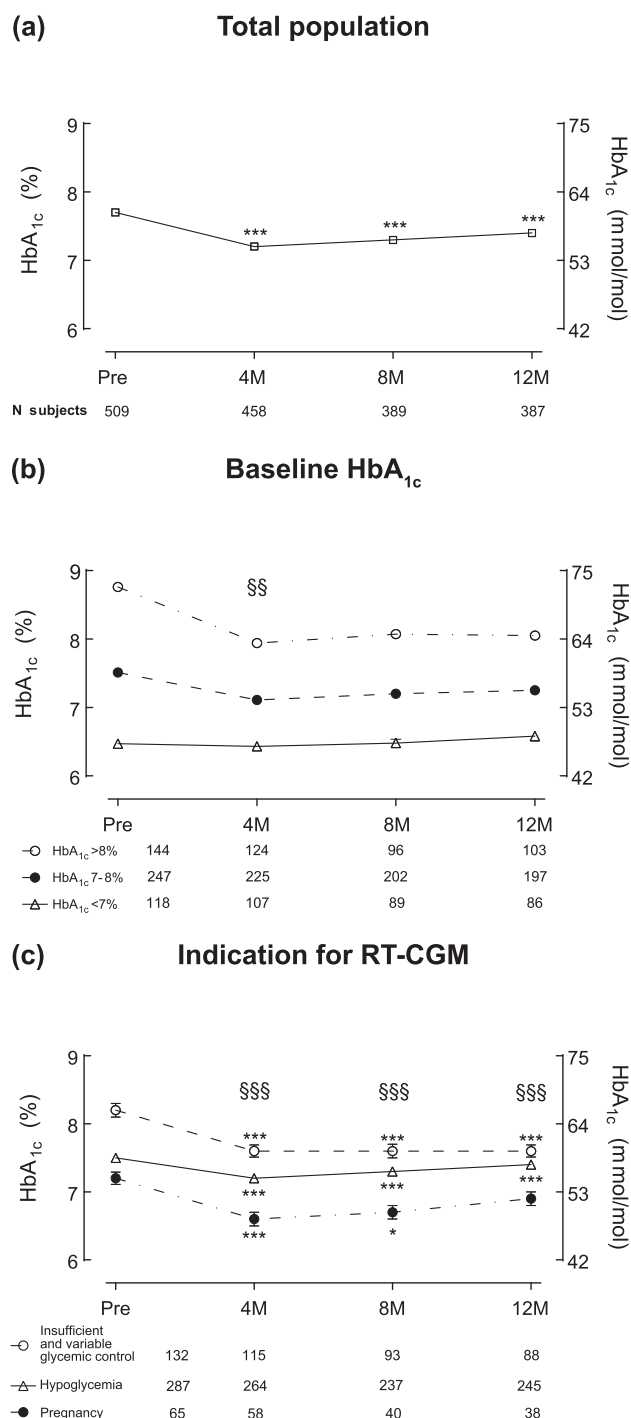 (a) Total population
HbA1c (%)
HbA1c (mmol/mol)
9 75
8 64
7 53
6 42
*** *** ***
Pre 4M 8M 12M
N subjects 509 458 389 387
(b) Baseline HbA1c
HbA1c (%)
HbA1c (mmol/mol)
9 75
§§
8 64
7 53
6 42
Pre 4M 8M 12M
HbA1c >8% 144 124 96 103
HbA1c 7-8% 247 225 202 197
HbA1c <7% 118 107 89 86
(c) Indication for RT-CGM
HbA1c (%)
HbA1c (mmol/mol)
9 75
§§§ §§§ §§§
8 64
*** *** ***
7 53
*** *** ***
*** *
6 42
Pre 4M 8M 12M
Insufficient
and variable
glycemic control 132 115 93 88
Hypoglycemia 287 264 237 245
Pregnancy 65 58 40 38